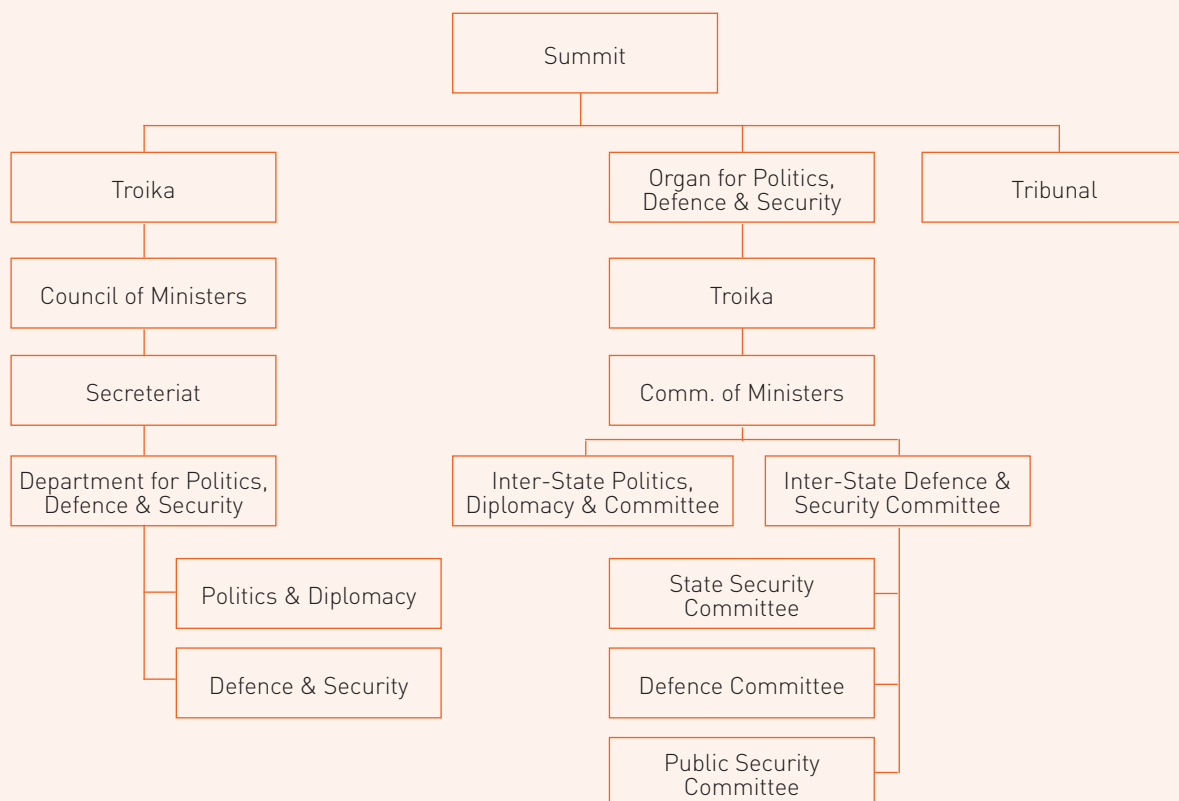 Summit
Troika
Organ for Politics,
Defence & Security
Tribunal
Council of Ministers
Troika
Secreteriat
Comm. of Ministers
Department for Politics,
Defence & Security
Inter-State Politics,
Diplomacy & Committee
Inter-State Defence &
Security Committee
Politics & Diplomacy
State Security
Committee
Defence & Security
Defence Committee
Public Security
Committee